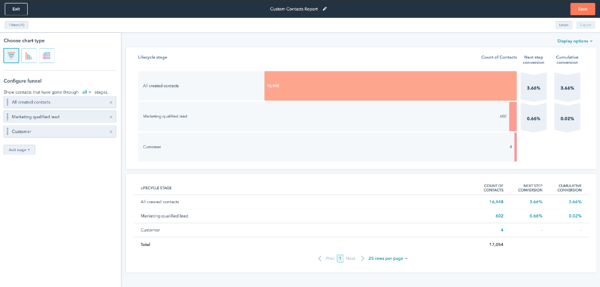 Exit
Custom Contacts Report
Save
Choose chart type
Display options
Lifecycle stage
Count of Contacts
Next step conversion
Cumulative conversion
Configure funnel
Show contacts that have gone through all stages.
All created contacts
Marketing qualified lead
Customer
Add stage +
All created contacts
16,448
3.66%
3.66%
Marketing qualified lead
602
0.66%
0.02%
Customer
4
LIFECYCLE STAGE
COUNT OF CONTACTS
NEXT STEP CONVERSION
CUMULATIVE CONVERSION
All created contacts 16,448 3.66% 3.66%
Marketing qualified lead 602 0.66% 0.02%
Customer 4 - -
Total 17,054
Prev 1 Next 25 rows per page